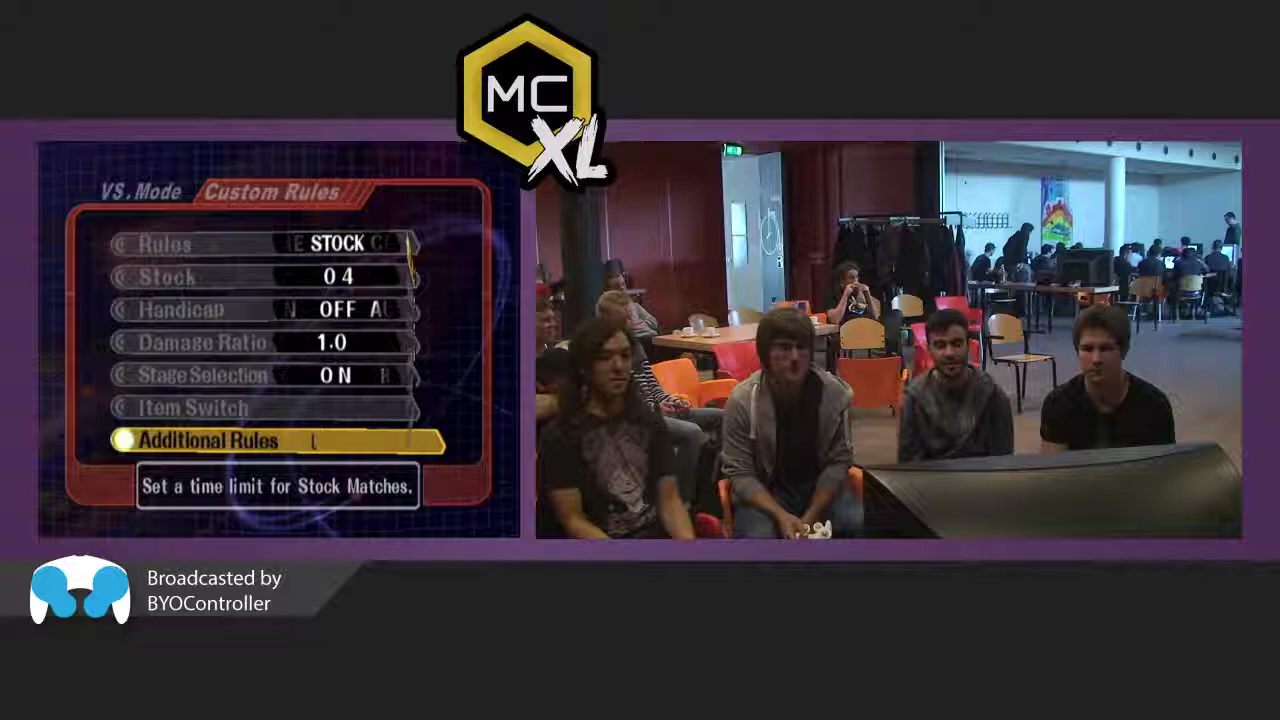 MC
XL
VS. Mode
Custom Rules
Rules
STOCK
Stock
04
Handicap
OFF
Damage Ratio
1.0
Stage Selection
ON
Item Switch
Additional Rules
Set a time limit for Stock Matches.
Broadcasted by
BYOController